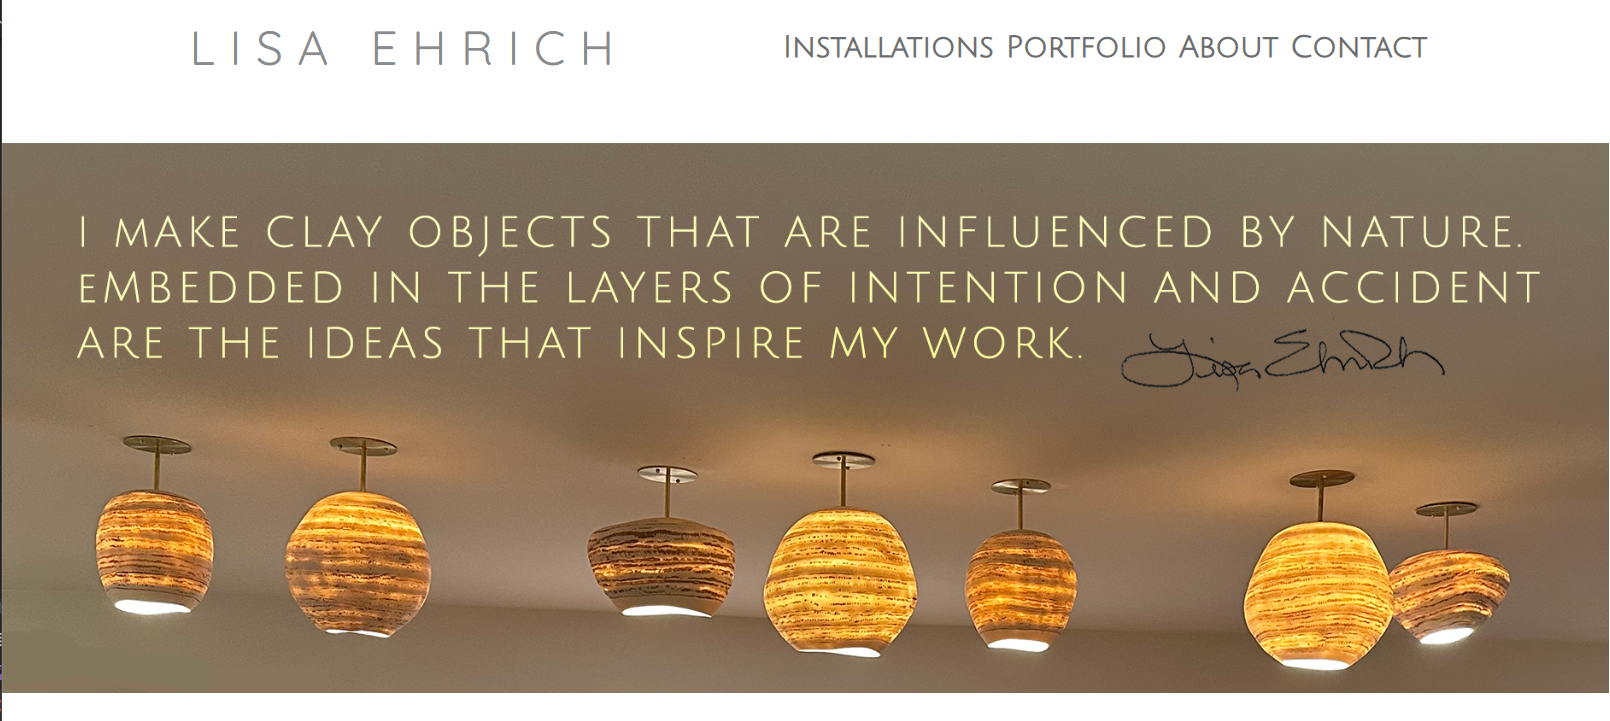 LISA EHRICH
INSTALLATIONS PORTFOLIO ABOUT CONTACT
I MAKE CLAY OBJECTS THAT ARE INFLUENCED BY NATURE.
EMBEDDED IN THE LAYERS OF INTENTION AND ACCIDENT
ARE THE IDEAS THAT INSPIRE MY WORK.
Lisa Ehrich